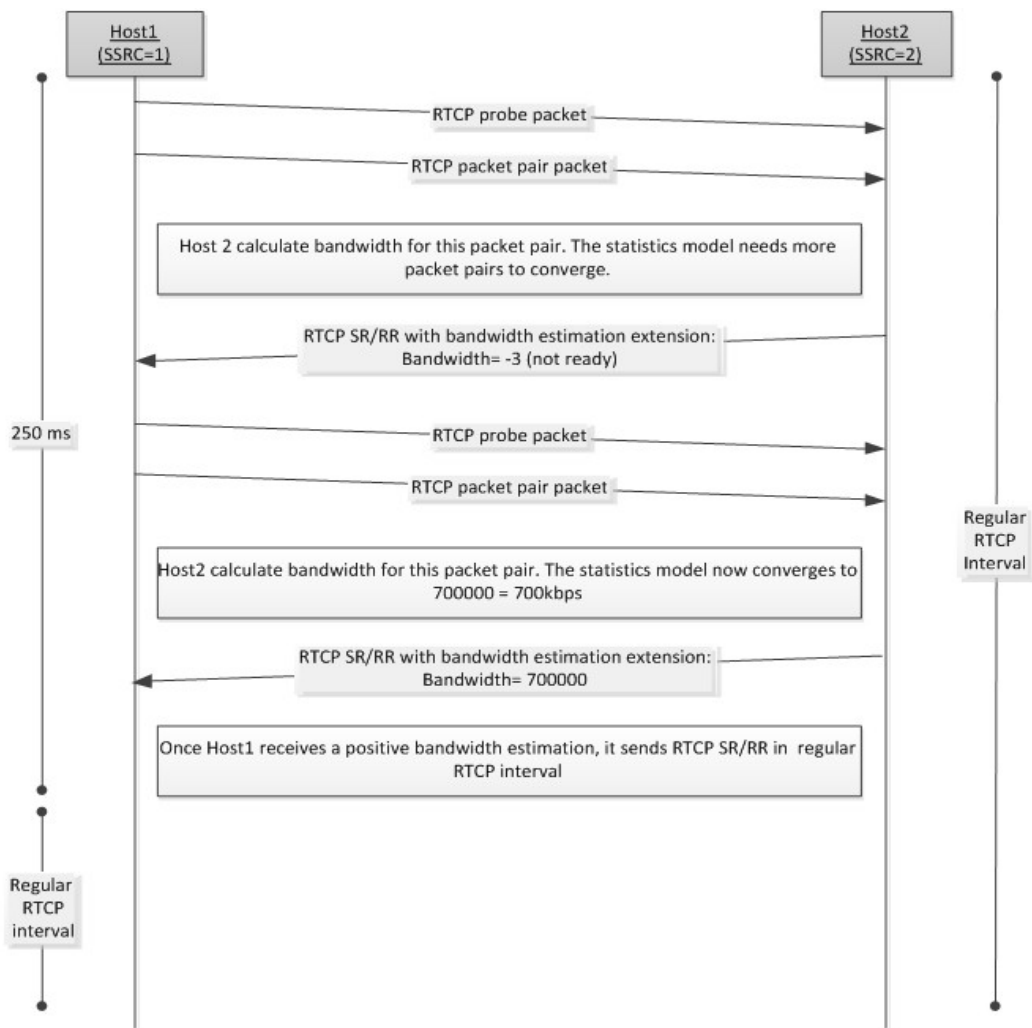 Host1
(SSRC=1)
Host2
(SSRC=2)
RTCP probe packet
RTCP packet pair packet
Host 2 calculate bandwidth for this packet pair. The statistics model needs more
packet pairs to converge.
RTCP SR/RR with bandwidth estimation extension:
Bandwidth= -3 (not ready)
250 ms
RTCP probe packet
RTCP packet pair packet
Regular
RTCP
Interval
Host2 calculate bandwidth for this packet pair. The statistics model now converges to
700000 = 700kbps
RTCP SR/RR with bandwidth estimation extension:
Bandwidth= 700000
Once Host1 receives a positive bandwidth estimation, it sends RTCP SR/RR in  regular
RTCP interval
Regular
RTCP
interval